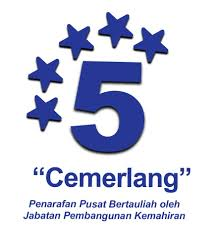 5
“Cemerlang”
Penarafan Pusat Bertauliah oleh
Jabatan Pembangunan Kemahiran